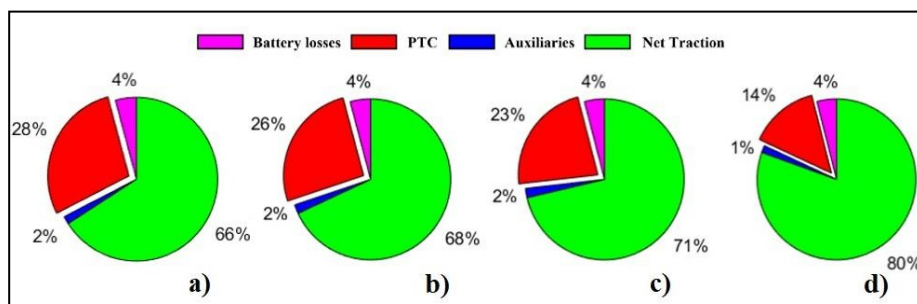 Battery losses PTC Auxiliaries Net Traction
4% 4% 4% 4%
28% 26% 23% 14%
2% 2% 2% 1%
66% 68% 71% 80%
a) b) c) d)